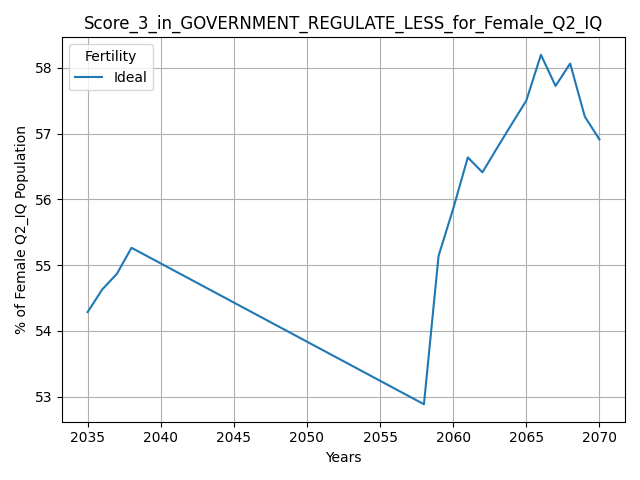 Score_3_in_GOVERNMENT_REGULATE_LESS_for_Female_Q2_IQ
Fertility
Ideal
% of Female Q2_IQ Population
58
57
56
55
54
53
2035 2040 2045 2050 2055 2060 2065 2070
Years